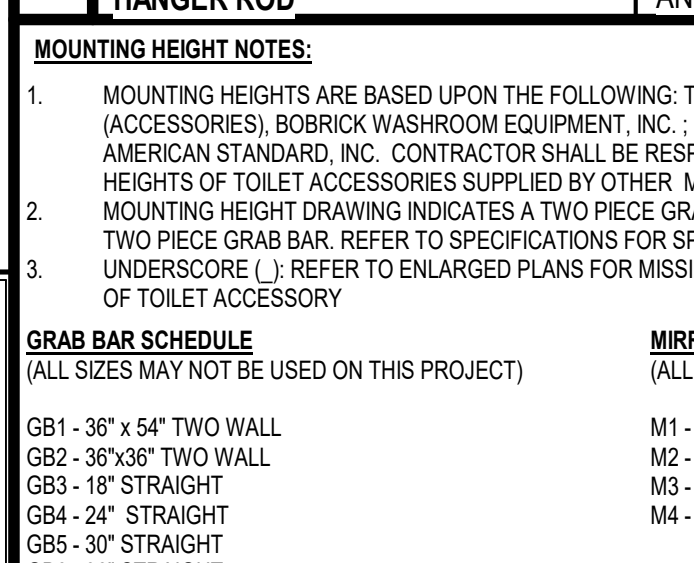 HANGER ROD
MOUNTING HEIGHT NOTES:
1. MOUNTING HEIGHTS ARE BASED UPON THE FOLLOWING:
(ACCESSORIES), BOBRICK WASHROOM EQUIPMENT, INC. ;
AMERICAN STANDARD, INC. CONTRACTOR SHALL BE
HEIGHTS OF TOILET ACCESSORIES SUPPLIED BY OTHER
2. MOUNTING HEIGHT DRAWING INDICATES A TWO PIECE
TWO PIECE GRAB BAR. REFER TO SPECIFICATIONS FOR
3. UNDERSCORE (_): REFER TO ENLARGED PLANS FOR
OF TOILET ACCESSORY
GRAB BAR SCHEDULE
(ALL SIZES MAY NOT BE USED ON THIS PROJECT)
GB1 - 36" x 54" TWO WALL
GB2 - 36"x36" TWO WALL
GB3 - 18" STRAIGHT
GB4 - 24" STRAIGHT
GB5 - 30" STRAIGHT
(ALL
M1 -
M2 -
M3 -
M4 -